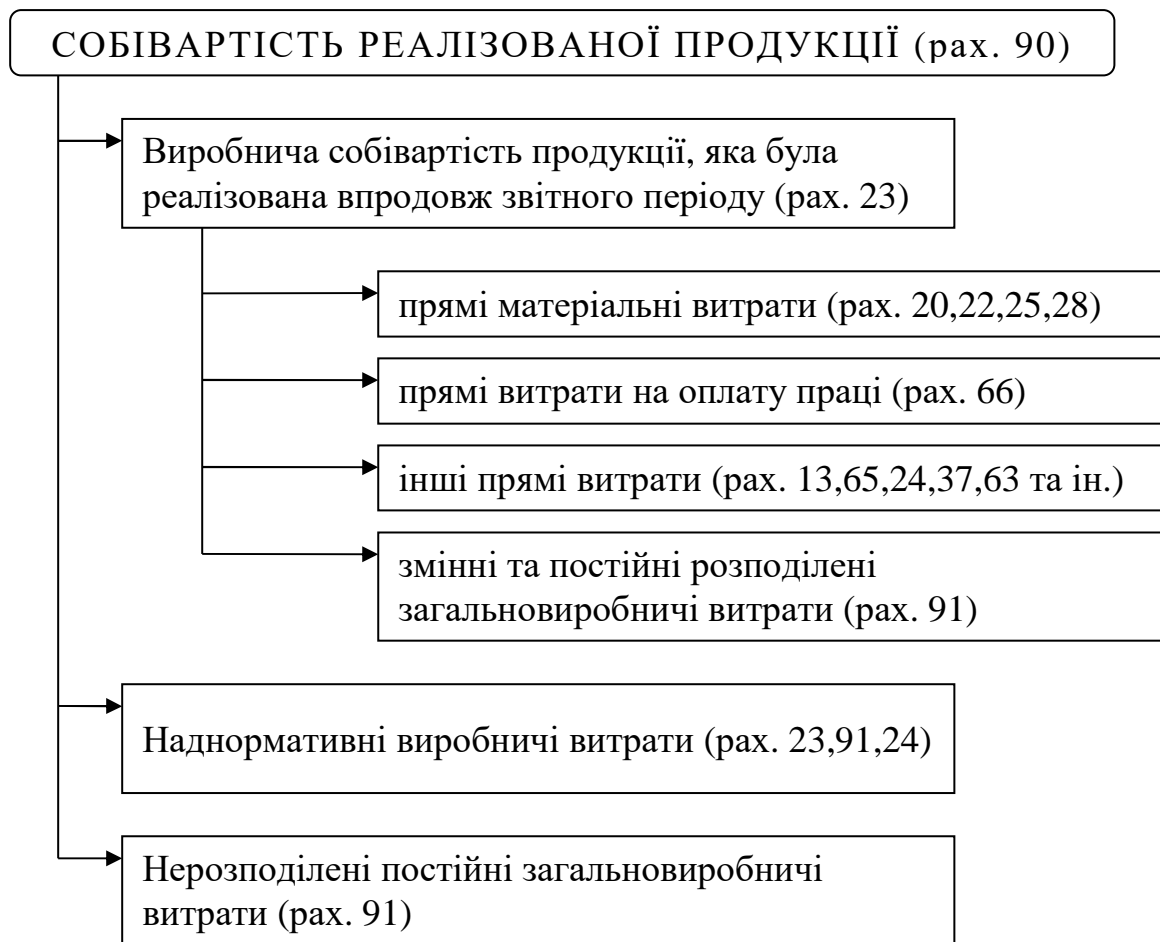 СОБІВАРТІСТЬ РЕАЛІЗОВАНОЇ ПРОДУКЦІЇ (рах. 90)
Виробнича собівартість продукції, яка була
реалізована впродовж звітного періоду (рах. 23)
прямі матеріальні витрати (рах. 20,22,25,28)
прямі витрати на оплату праці (рах. 66)
інші прямі витрати (рах. 13,65,24,37,63 та ін.)
змінні та постійні розподілені
загальновиробничі витрати (рах. 91)
Наднормативні виробничі витрати (рах. 23,91,24)
Нерозподілені постійні загальновиробничі
витрати (рах. 91)